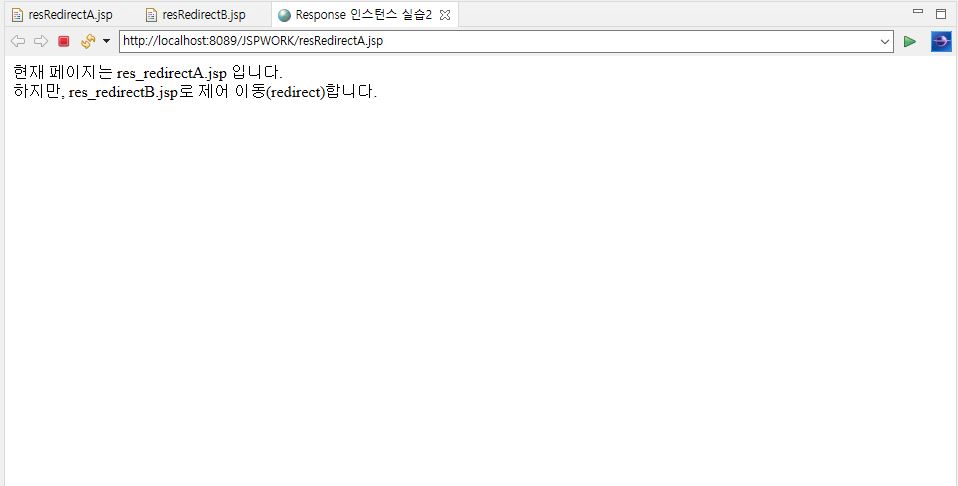 resRedirectA.jsp
resRedirectB.jsp
Response 인스턴스 실습2
http://localhost:8089/JSPWORK/resRedirectA.jsp
현재 페이지는 res_redirectA.jsp 입니다.
하지만, res_redirectB.jsp로 제어 이동(redirect)합니다.